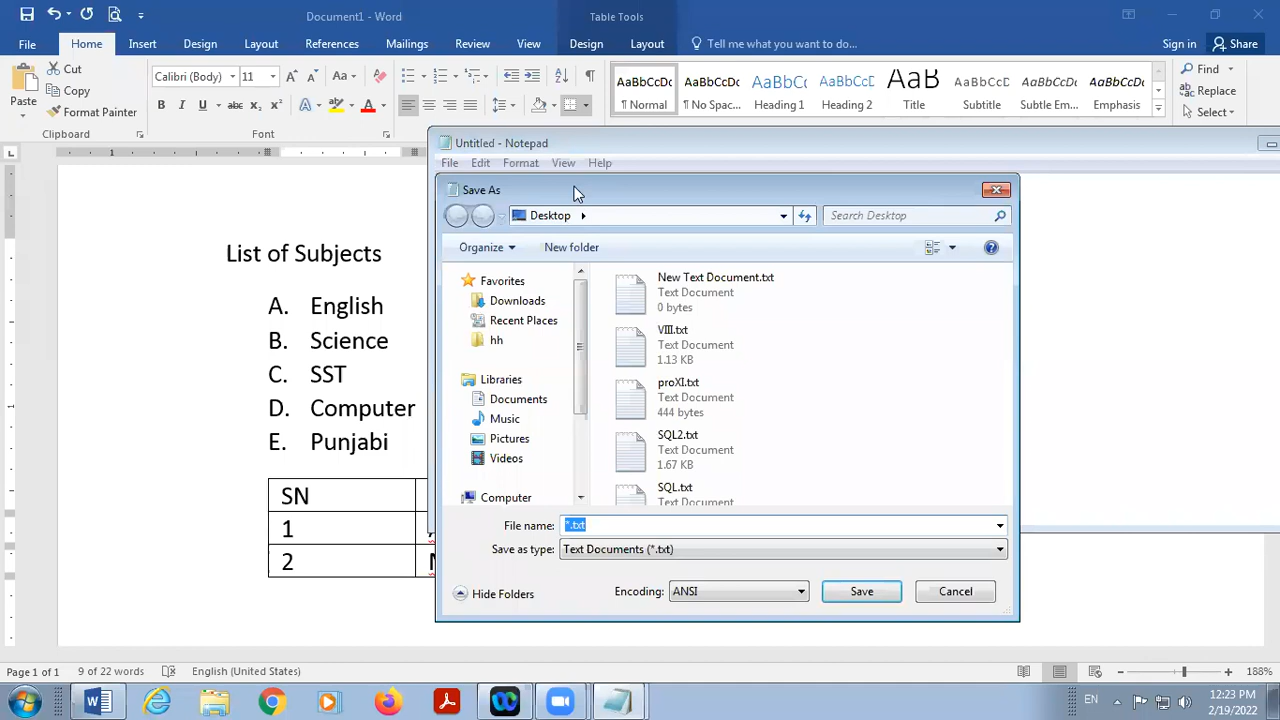 Document1 - Word
Table Tools
File Home Insert Design Layout References Mailings Review View Design Layout Tell me what you want to do... Sign in Share
Paste
Cut
Copy
Format Painter
Clipboard
Calibri (Body) 11
Aa
B I U abc X₂ X² A ab A
Font
AaBbCcDc AaBbCcDc AaBbCc AaBbCcD AaB AaBbCcD AaBbCcDc AaBbCcDc
¶ Normal ¶ No Spac... Heading 1 Heading 2 Title Subtitle Subtle Em... Emphasis
Find
Replace
Select
List of Subjects
A. English
B. Science
C. SST
D. Computer
E. Punjabi
SN
1
2
Untitled - Notepad
File Edit Format View Help
Save As
Desktop
Search Desktop
Organize New folder
Favorites
Downloads
Recent Places
hh
Libraries
Documents
Music
Pictures
Videos
Computer
New Text Document.txt
Text Document
0 bytes
VIII.txt
Text Document
1.13 KB
proXI.txt
Text Document
444 bytes
SQL2.txt
Text Document
1.67 KB
SQL.txt
Text Document
File name: *.txt
Save as type: Text Documents (*.txt)
Hide Folders Encoding: ANSI Save Cancel
Page 1 of 1 9 of 22 words English (United States) 188%
EN
12:23 PM
2/19/2022